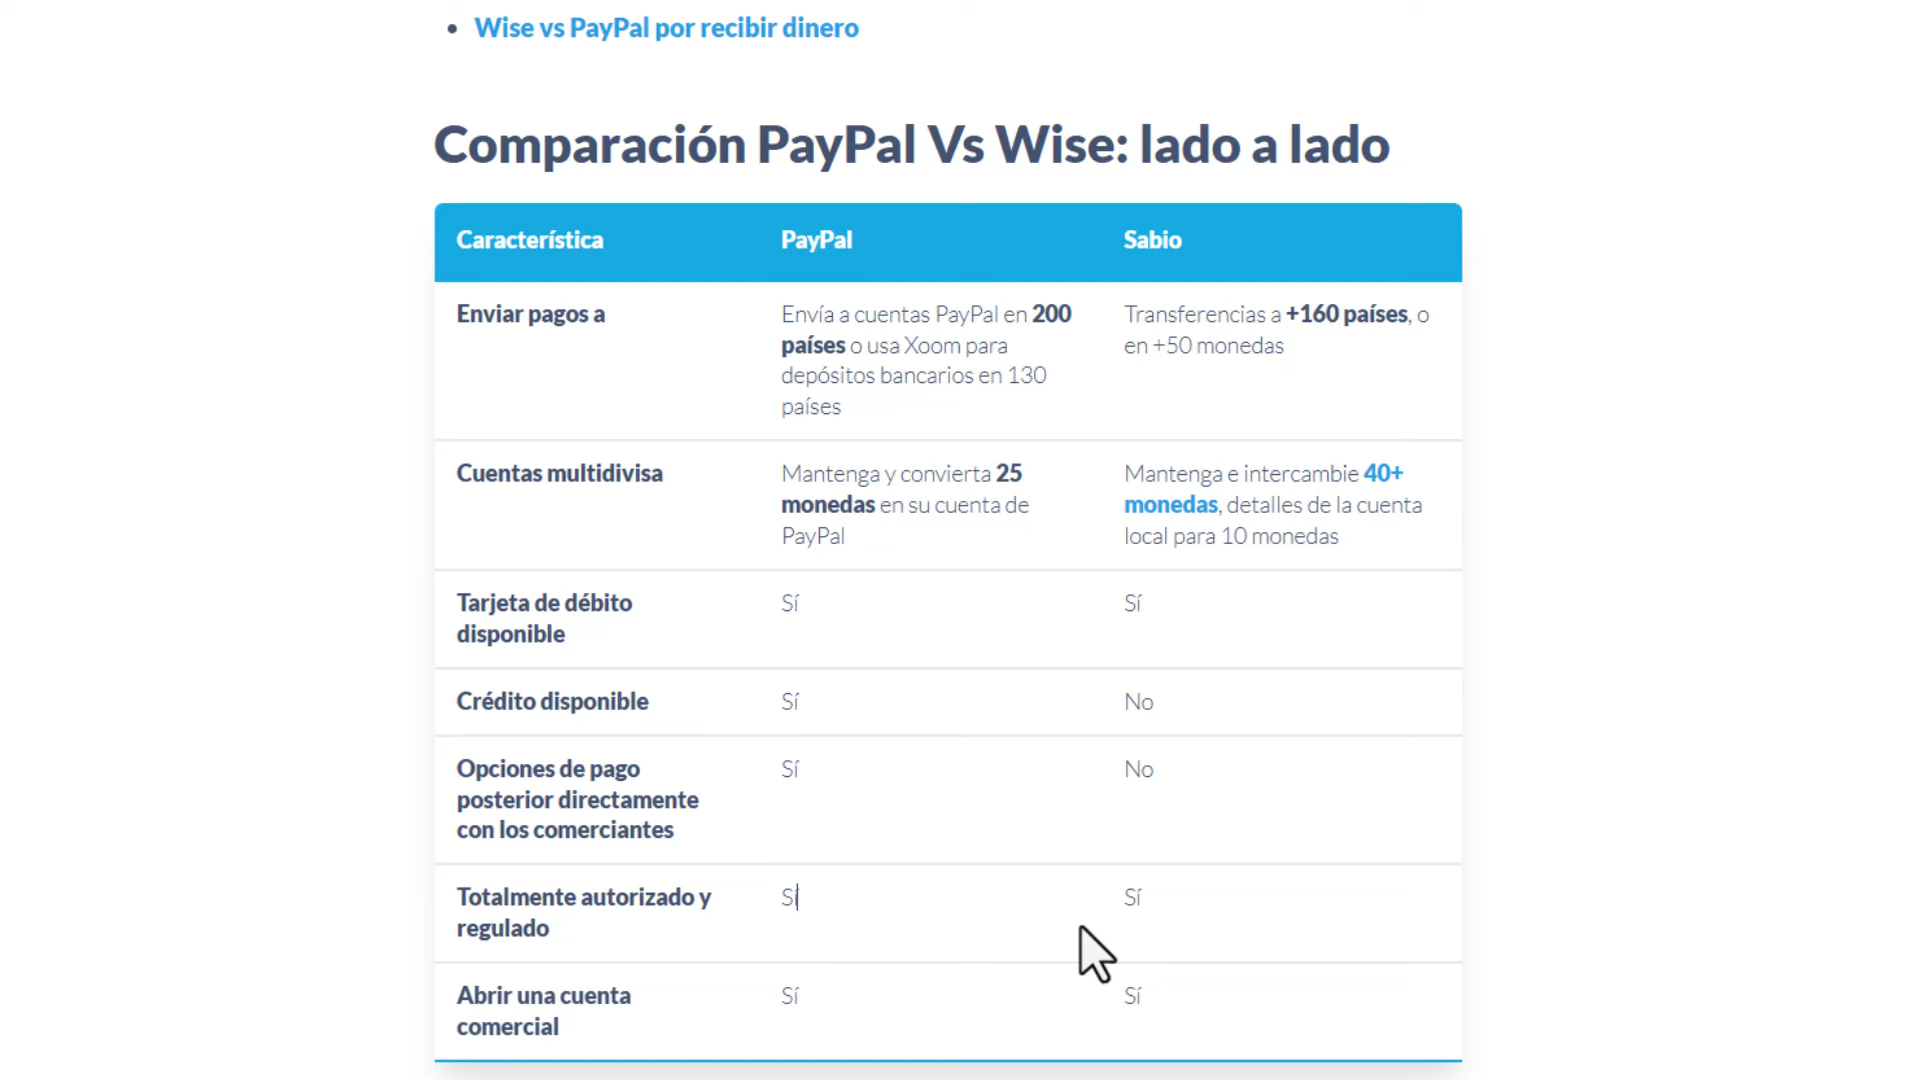 Wise vs PayPal por recibir dinero
Comparación PayPal Vs Wise: lado a lado
Característica
PayPal
Sabio
Enviar pagos a
Envía a cuentas PayPal en 200
países o usa Xoom para
depósitos bancarios en 130
países
Transferencias a +160 países, o
en +50 monedas
Cuentas multidivisa
Mantenga y convierta 25
monedas en su cuenta de
PayPal
Mantenga e intercambie 40+
monedas, detalles de la cuenta
local para 10 monedas
Tarjeta de débito
disponible
Sí
Sí
Crédito disponible
Sí
No
Opciones de pago
posterior directamente
con los comerciantes
Sí
No
Totalmente autorizado y
regulado
Sí
Sí
Abrir una cuenta
comercial
Sí
Sí